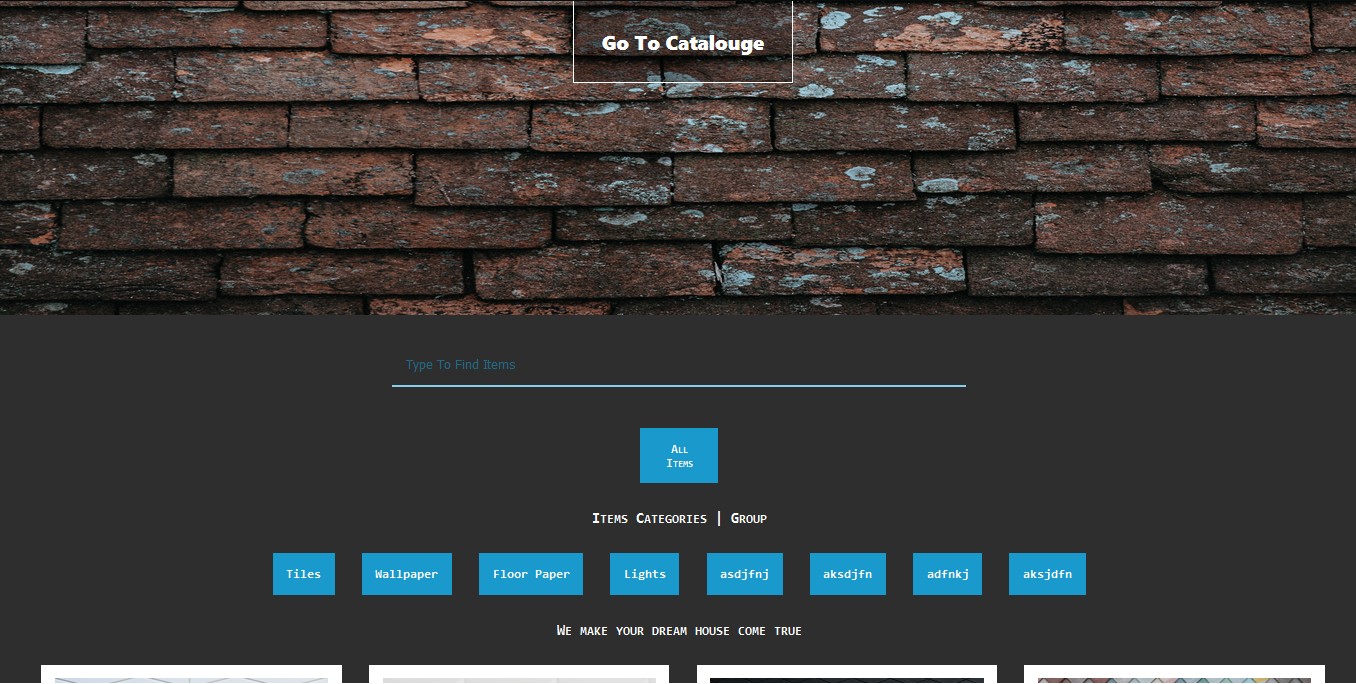 Go To Catalouge
Type To Find Items
All
Items
Items Categories | Group
Tiles Wallpaper Floor Paper Lights asdjfnj aksdjfn adfnkj aksjdfn
We make your dream house come true